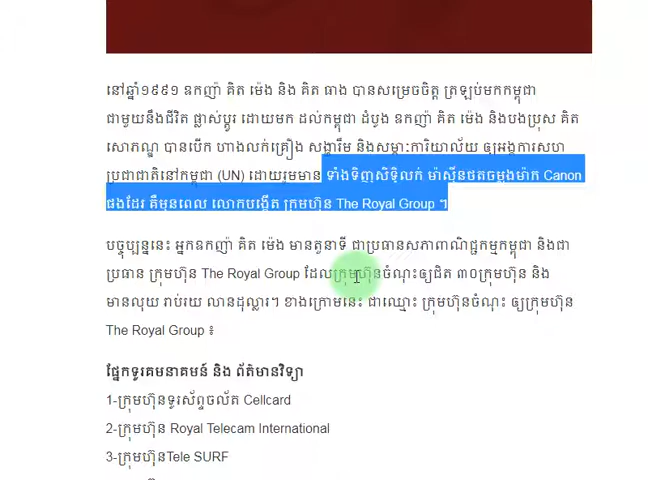 នៅឆ្នាំ១៩៩១ ឧកញ៉ា គិត ម៉េង និង គិត ធាង បានសម្រេចចិត្ត ត្រឡប់មកកម្ពុជា
ជាមួយនឹងជីវិត ផ្លាស់ប្តូរ ដោយមក ដល់កម្ពុជា ដំបូង ឧកញ៉ា គិត ម៉េង និងបងប្រុស គិត
សោភណ្ឌ បានបើក ហាងលក់គ្រឿង សង្ហារឹម និងសម្ភារៈការិយាល័យ ឲ្យអង្គការសហ
ប្រជាជាតិនៅកម្ពុជា (UN) ដោយរួមមាន ទាំងទិញសិទ្ធិលក់ ម៉ាស៊ីនថតចម្លងម៉ាក Canon
ផងដែរ គឺមុនពេល លោកបង្កើត ក្រុមហ៊ុន The Royal Group ។
បច្ចុប្បន្ននេះ អ្នកឧកញ៉ា គិត ម៉េង មានតួនាទី ជាប្រធានសភាពាណិជ្ជកម្មកម្ពុជា និងជា
ប្រធាន ក្រុមហ៊ុន The Royal Group ដែលក្រុមហ៊ុនចំណុះឲ្យជិត ៣០ក្រុមហ៊ុន និង
មានលុយ រាប់រយ លានដុល្លារ។ ខាងក្រោមនេះ ជាឈ្មោះ ក្រុមហ៊ុនចំណុះ ឲ្យក្រុមហ៊ុន
The Royal Group ៖
ផ្នែកទូរគមនាគមន៍ និង ព័ត៌មានវិទ្យា
1-ក្រុមហ៊ុនទូរស័ព្ទចល័ត Cellcard
2-ក្រុមហ៊ុន Royal Telecam International
3-ក្រុមហ៊ុនTele SURF